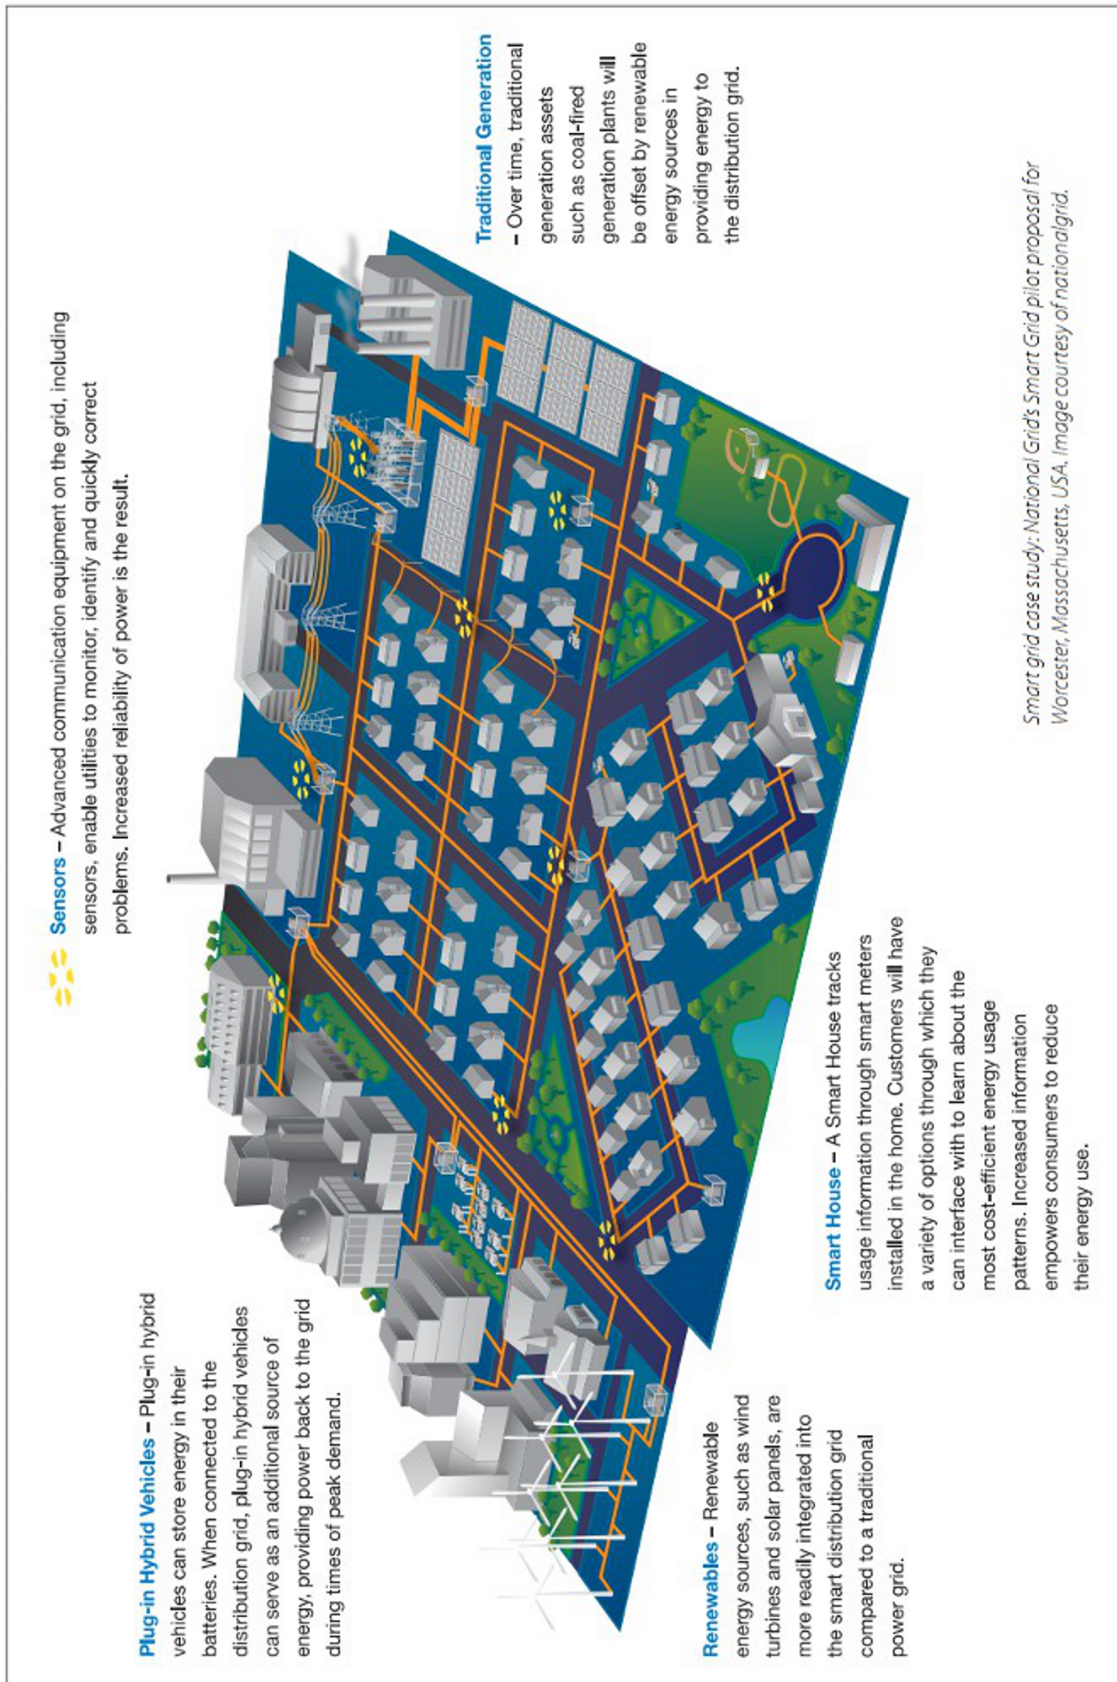 Sensors – Advanced communication equipment on the grid, including
sensors, enable utilities to monitor, identify and quickly correct
problems. Increased reliability of power is the result.
Plug-in Hybrid Vehicles – Plug-in hybrid
vehicles can store energy in their
batteries. When connected to the
distribution grid, plug-in hybrid vehicles
can serve as an additional source of
energy, providing power back to the grid
during times of peak demand.
Traditional Generation
– Over time, traditional
generation assets
such as coal-fired
generation plants will
be offset by renewable
energy sources in
providing energy to
the distribution grid.
Renewables – Renewable
energy sources, such as wind
turbines and solar panels, are
more readily integrated into
the smart distribution grid
compared to a traditional
power grid.
Smart House – A Smart House tracks
usage information through smart meters
installed in the home. Customers will have
a variety of options through which they
can interface with to learn about the
most cost-efficient energy usage
patterns. Increased information
empowers consumers to reduce
their energy use.
Smart grid case study: National Grid's Smart Grid pilot proposal for
Worcester, Massachusetts, USA. Image courtesy of nationalgrid.